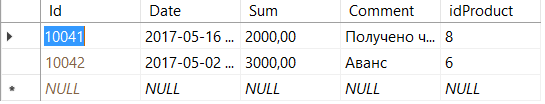 Id Date Sum Comment idProduct
10041 2017-05-16 ... 2000,00 Получено ч... 8
10042 2017-05-02 ... 3000,00 Аванс 6
NULL NULL NULL NULL NULL